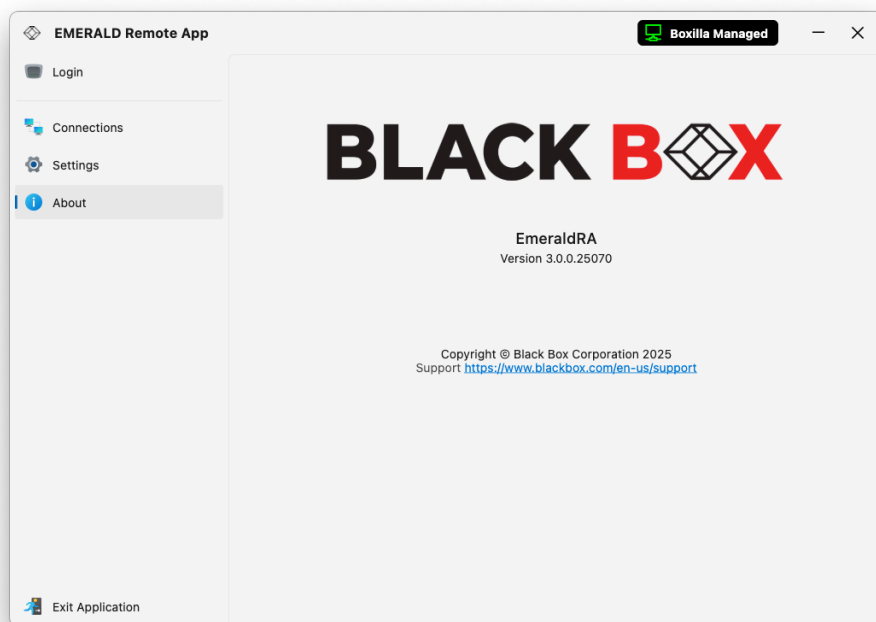 EMERALD Remote App
Boxilla Managed
Login
Connections
Settings
About
BLACK BOX
EmeraldRA
Version 3.0.0.25070
Copyright © Black Box Corporation 2025
Support https://www.blackbox.com/en-us/support
Exit Application